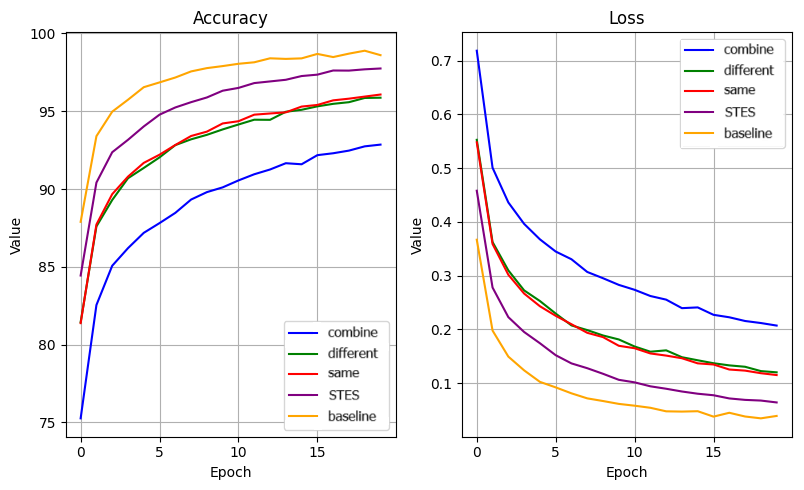 Accuracy
Value
100
95
90
85
80
75
0
5
10
15
Epoch
combine
different
same
STES
baseline
Loss
Value
0.7
0.6
0.5
0.4
0.3
0.2
0.1
0
5
10
15
Epoch
combine
different
same
STES
baseline